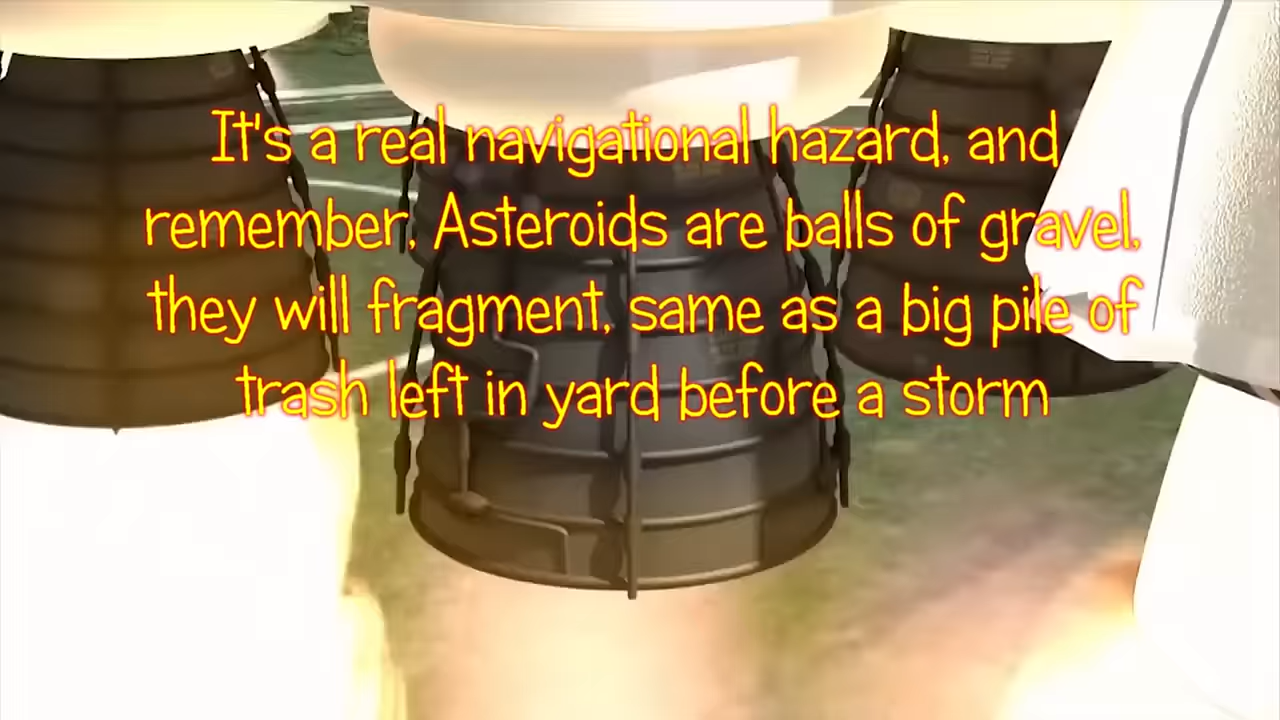 It's a real navigational hazard, and
remember, Asteroids are balls of gravel,
they will fragment, same as a big pile of
trash left in yard before a storm